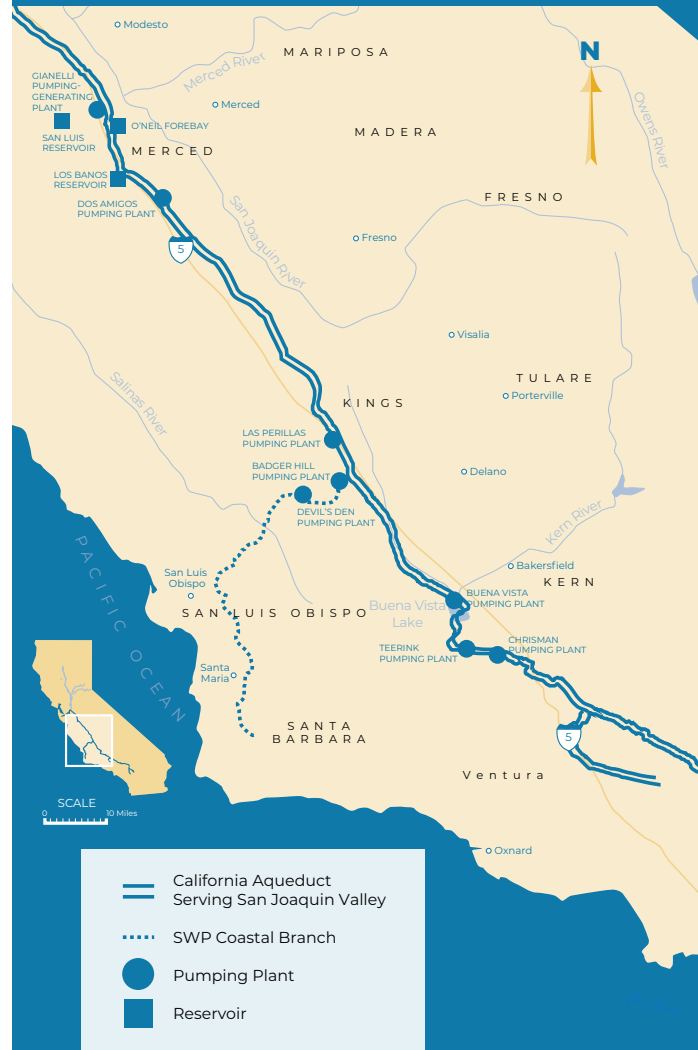 Modesto
MARIPOSA
N
Merced River
GIANELLI
PUMPING-
GENERATING
PLANT
Merced
Owens River
O'NEIL FOREBAY
MADERA
SAN LUIS
RESERVOIR
MERCED
LOS BANOS
RESERVOIR
DOS AMIGOS
PUMPING PLANT
FRESNO
San Joaquin River
Fresno
5
Visalia
TULARE
Salinas River
Porterville
KINGS
LAS PERILLAS
PUMPING PLANT
BADGER HILL
PUMPING PLANT
Delano
DEVIL'S DEN
PUMPING PLANT
Kern River
PACIFIC OCEAN
San Luis
Obispo
Bakersfield
KERN
BUENA VISTA
PUMPING PLANT
Buena Vista
Lake
SAN LUIS OBISPO
TEERINK
PUMPING PLANT
CHRISMAN
PUMPING PLANT
Santa
Maria
SANTA
BARBARA
5
Ventura
SCALE
0 10 Miles
Oxnard
California Aqueduct
Serving San Joaquin Valley
SWP Coastal Branch
Pumping Plant
Reservoir